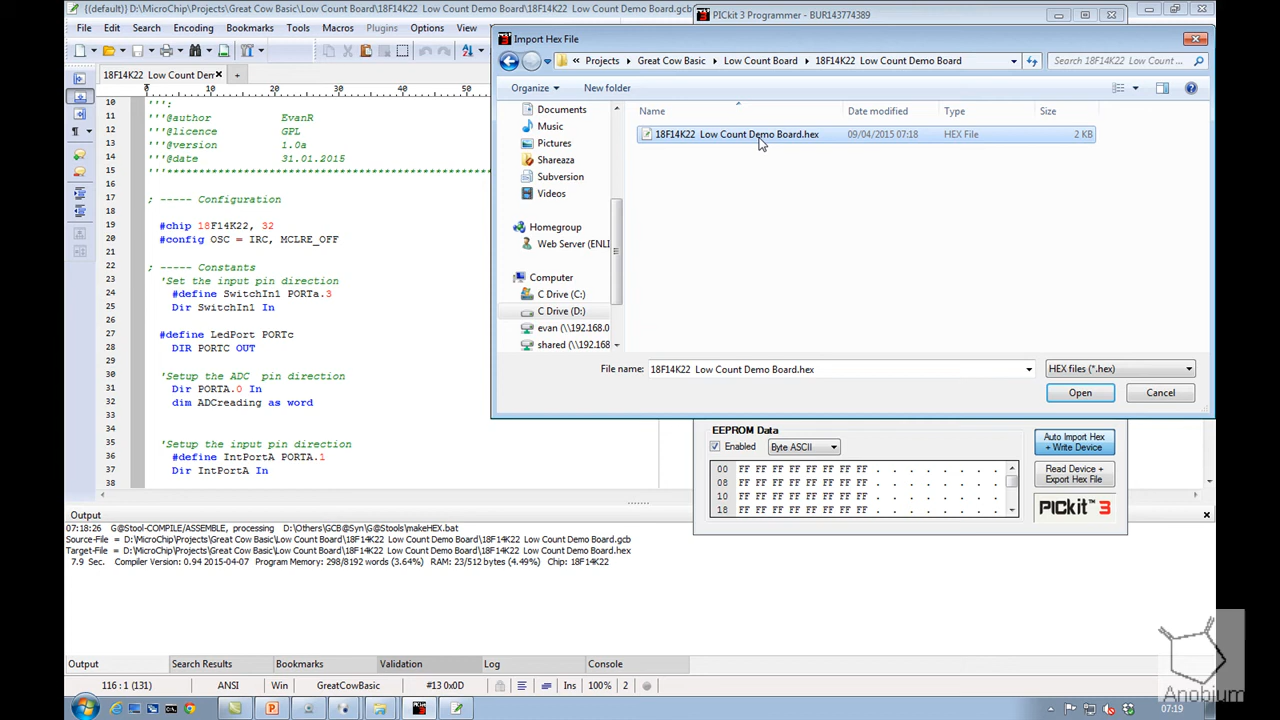 ((default) D:\MicroChip\Projects\Great Cow Basic\Low Count Board\18F14K22 Low Count Demo Board\18F14K22 Low Count Demo Board.gcb
PICkit 3 Programmer - BUR143774389
File Edit Search Encoding Bookmarks Tools Macros Plugins Options View
Import Hex File
Projects Great Cow Basic Low Count Board 18F14K22 Low Count Demo Board
Search 18F14K22 Low Count ...
18F14K22 Low Count Dem
Organize New folder
0 10 20 30 40 50
Name Date modified Type Size
18F14K22 Low Count Demo Board.hex 09/04/2015 07:18 HEX File 2 KB
Documents
Music
Pictures
Shareaza
Subversion
Videos
Homegroup
Web Server (ENLI
Computer
C Drive (C:)
C Drive (D:)
evan (\\192.168.0
shared (\\192.168
File name: 18F14K22 Low Count Demo Board.hex HEX files (*.hex)
Open Cancel
10 ''';
11 '''@author EvanR
12 '''@licence GPL
13 '''@version 1.0a
14 '''@date 31.01.2015
15 '''*******************************************************
16
17 ; ----- Configuration
18
19 #chip 18F14K22, 32
20 #config OSC = IRC, MCLRE_OFF
21
22 ; ----- Constants
23 'Set the input pin direction
24 #define SwitchIn1 PORTa.3
25 Dir SwitchIn1 In
26
27 #define LedPort PORTc
28 DIR PORTC OUT
29
30 'Setup the ADC pin direction
31 Dir PORTA.0 In
32 dim ADCreading as word
33
34
35 'Setup the input pin direction
36 #define IntPortA PORTA.1
37 Dir IntPortA In
38
EEPROM Data
Enabled Byte ASCII
00 FF FF FF FF FF FF FF FF . . . . . . . .
08 FF FF FF FF FF FF FF FF . . . . . . . .
10 FF FF FF FF FF FF FF FF . . . . . . . .
18 FF FF FF FF FF FF FF FF . . . . . . . .
Auto Import Hex
+ Write Device
Read Device +
Export Hex File
PICkit™ 3
Output
07:18:26 G@Stool-COMPILE/ASSEMBLE, processing D:\Others\GCB@Syn\G@Stools\makeHEX.bat
Source-File = D:\MicroChip\Projects\Great Cow Basic\Low Count Board\18F14K22 Low Count Demo Board\18F14K22 Low Count Demo Board.gcb
Target-File = D:\MicroChip\Projects\Great Cow Basic\Low Count Board\18F14K22 Low Count Demo Board\18F14K22 Low Count Demo Board.hex
7.9 Sec. Compiler Version: 0.94 2015-04-07 Program Memory: 298/8192 words (3.64%) RAM: 23/512 bytes (4.49%) Chip: 18F14K22
Output Search Results Bookmarks Validation Log Console
116 : 1 (131) ANSI Win GreatCowBasic #13 0x0D Ins 100% 2
Anobium
07:19